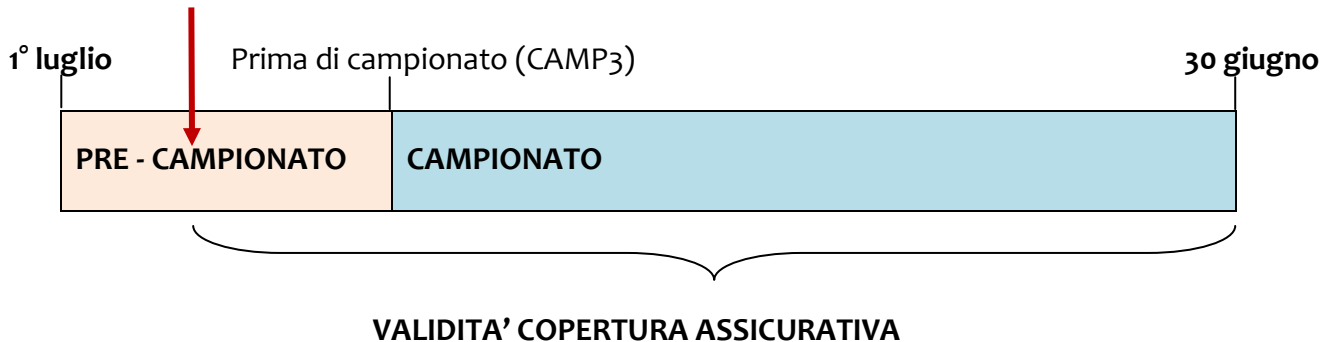 1° luglio Prima di campionato (CAMP3) 30 giugno
PRE - CAMPIONATO CAMPIONATO
VALIDITA’ COPERTURA ASSICURATIVA